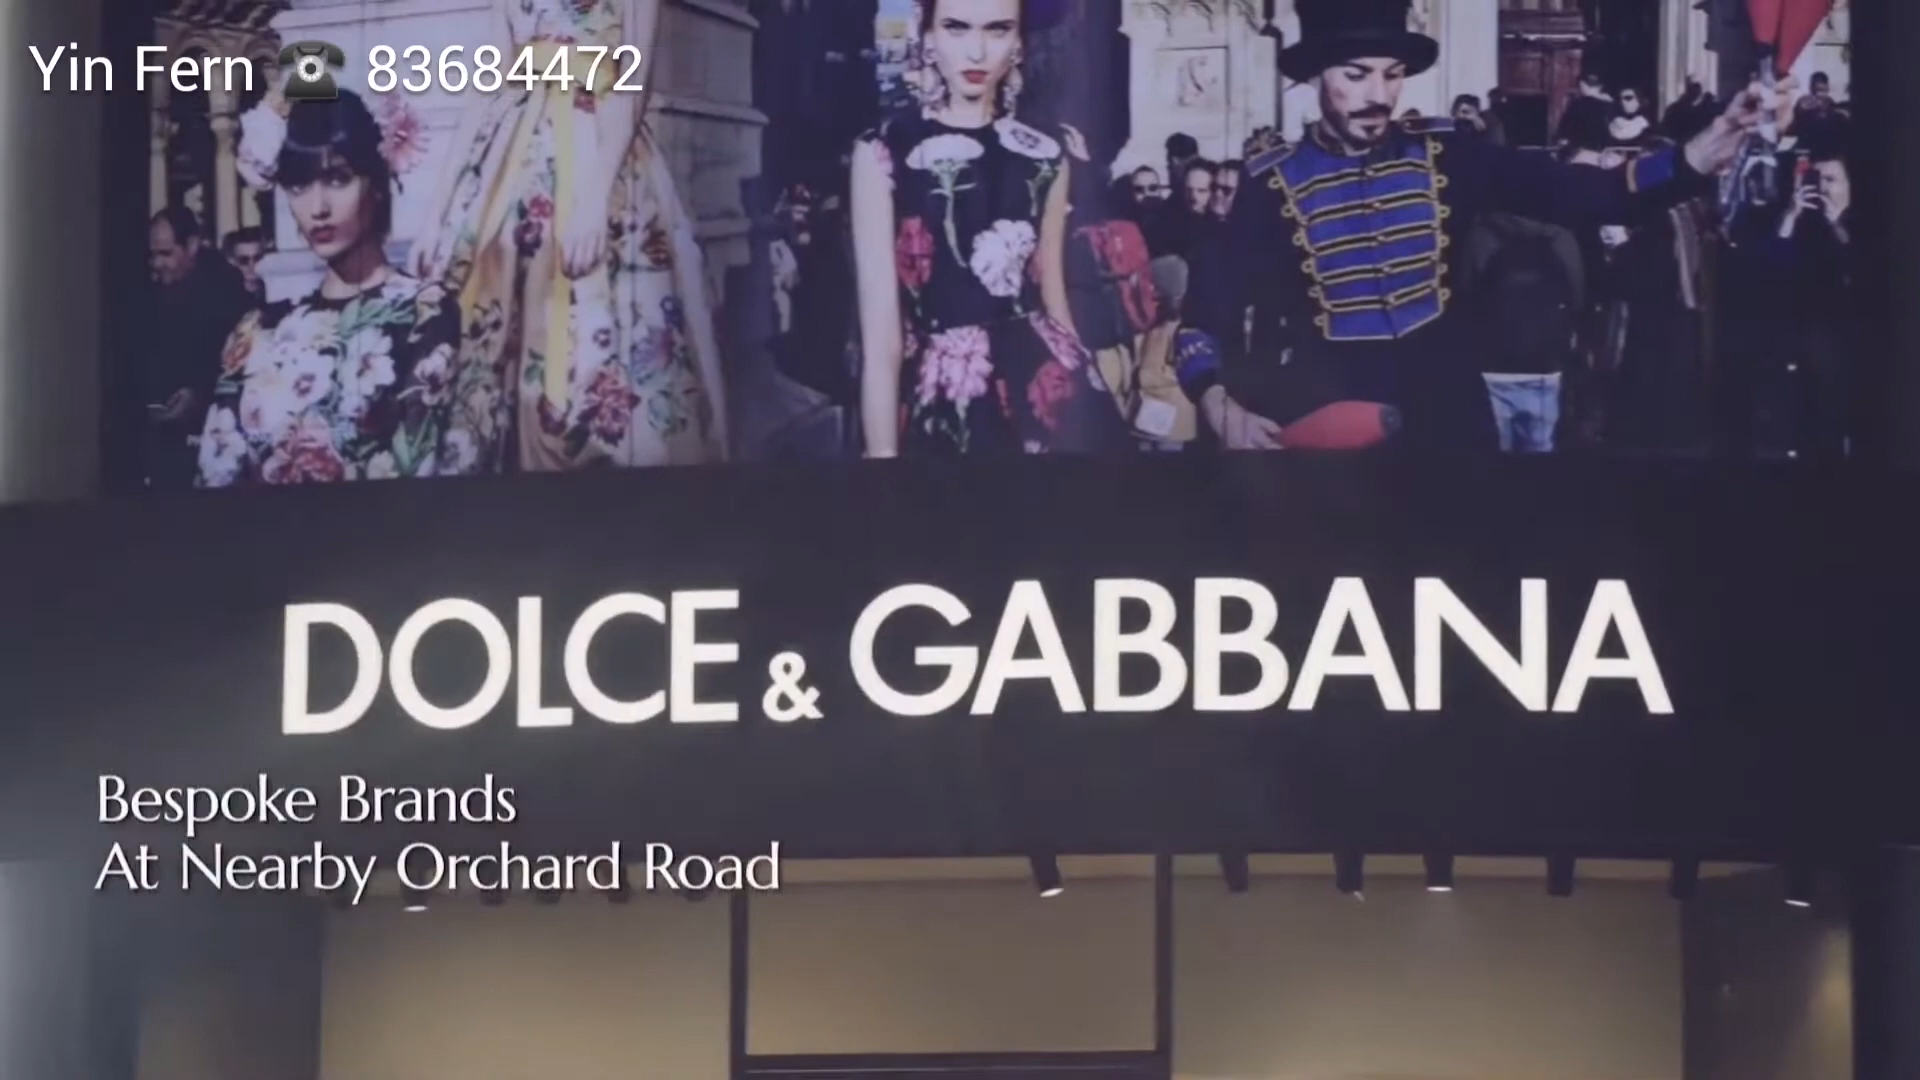 Yin Fern ☎ 83684472
DOLCE & GABBANA
Bespoke Brands
At Nearby Orchard Road